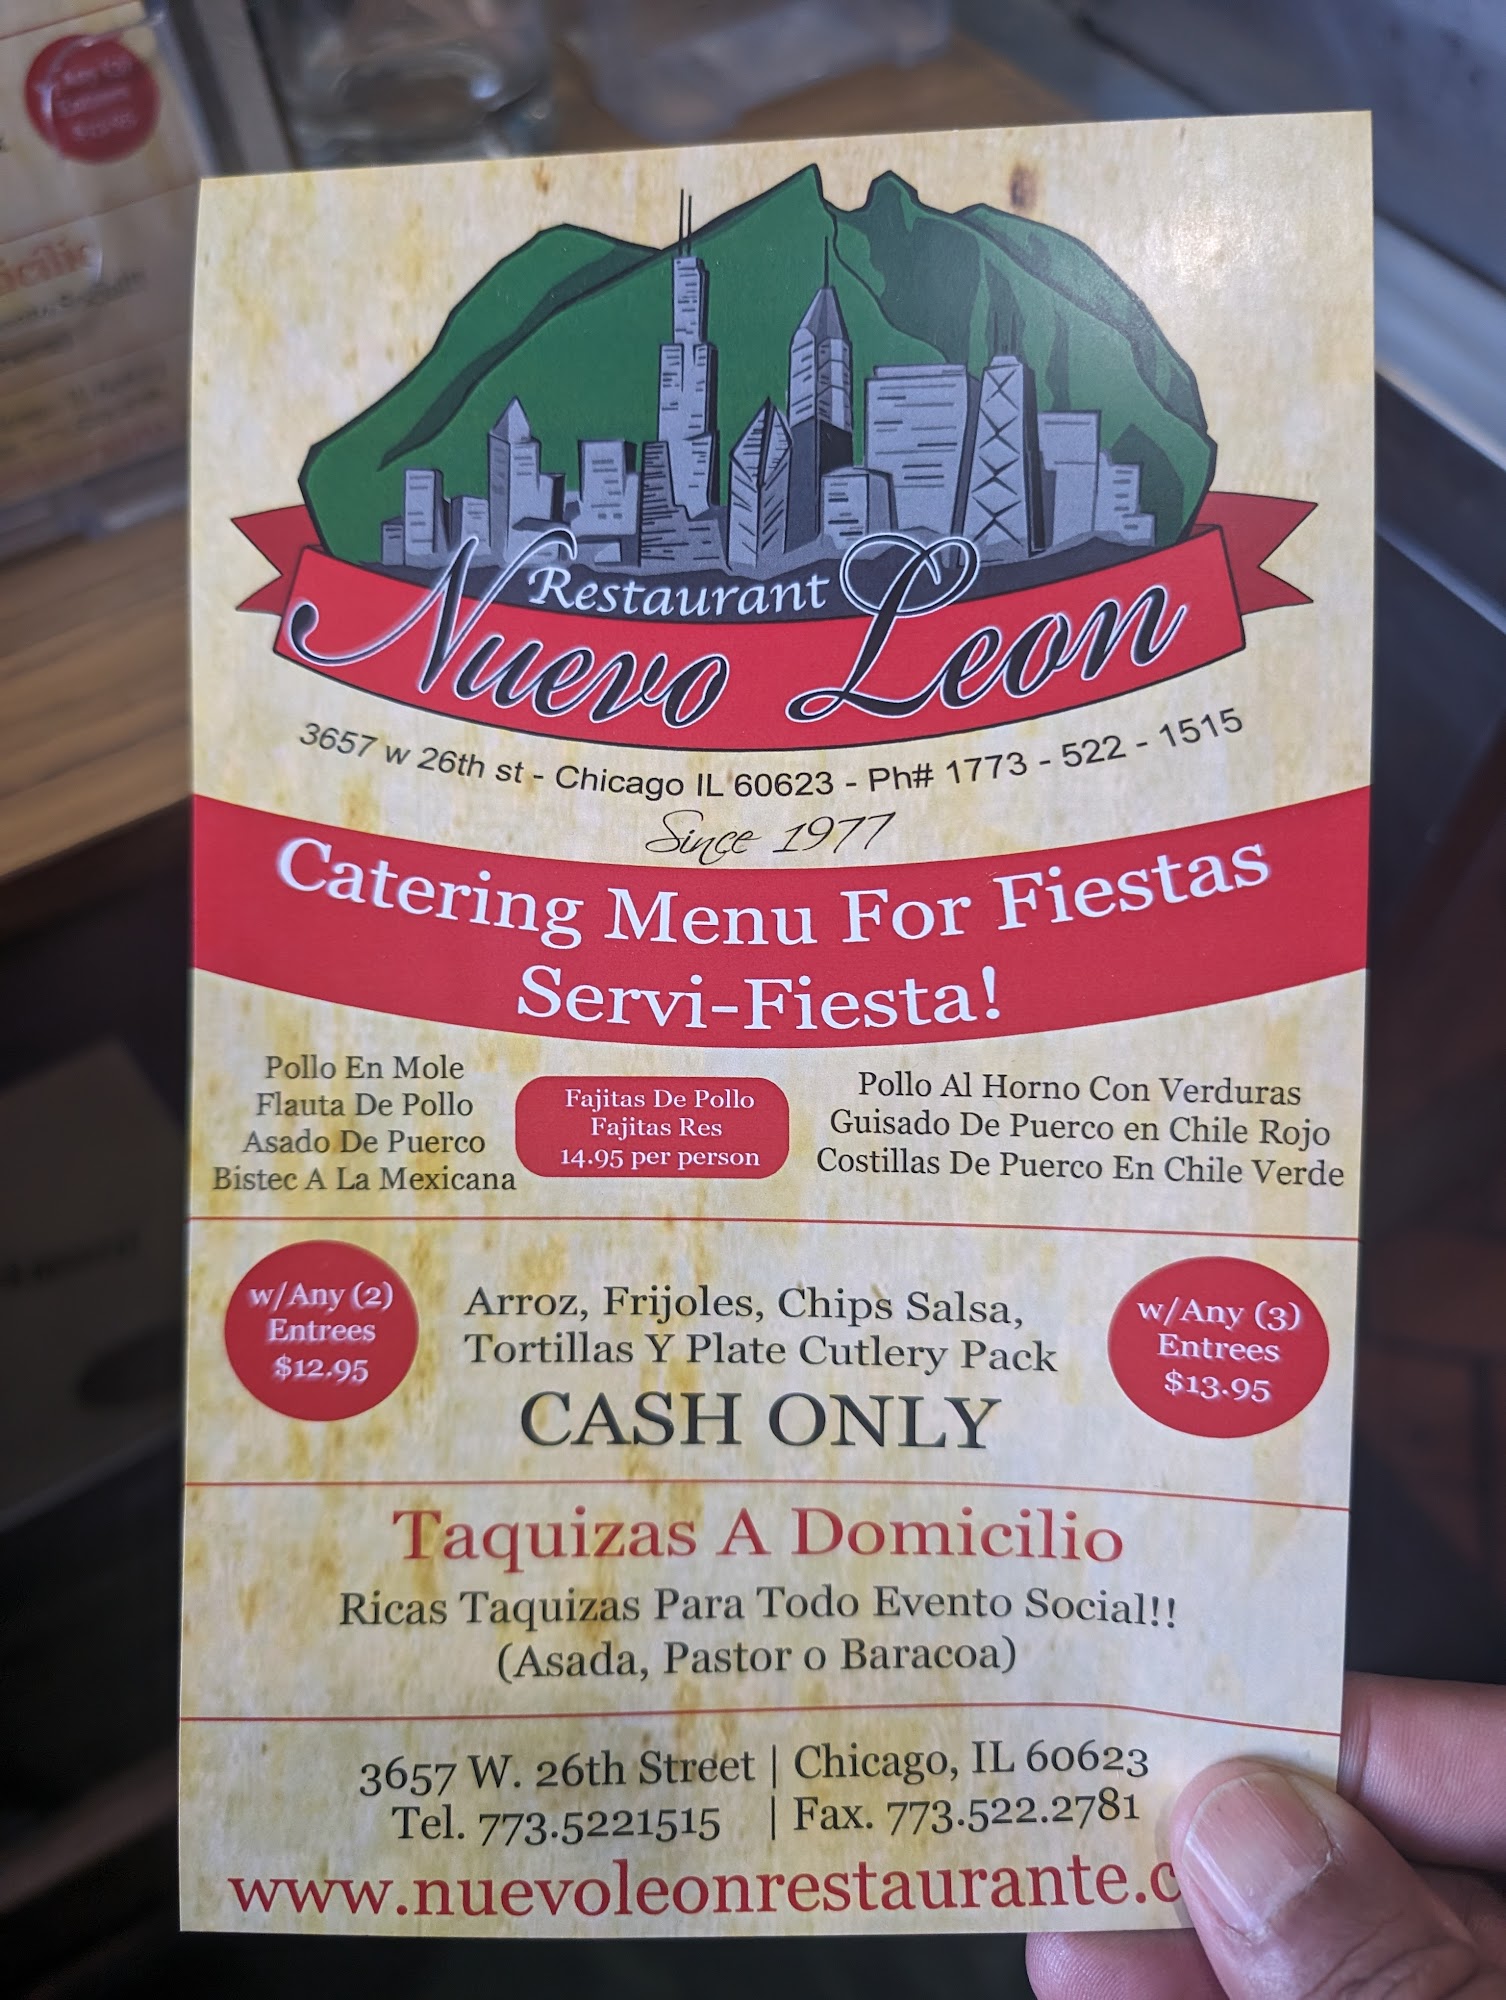 Restaurant
Nuevo Leon
3657 w 26th st - Chicago IL 60623 - Ph# 1773 - 522 - 1515
Since 1977
Catering Menu For Fiestas
Servi-Fiesta!
Pollo En Mole
Flauta De Pollo
Asado De Puerco
Bistec A La Mexicana
Fajitas De Pollo
Fajitas Res
14.95 per person
Pollo Al Horno Con Verduras
Guisado De Puerco en Chile Rojo
Costillas De Puerco En Chile Verde
w/Any (2)
Entrees
$12.95
Arroz, Frijoles, Chips Salsa,
Tortillas Y Plate Cutlery Pack
CASH ONLY
w/Any (3)
Entrees
$13.95
Taquizas A Domicilio
Ricas Taquizas Para Todo Evento Social!!
(Asada, Pastor o Baracoa)
3657 W. 26th Street | Chicago, IL 60623
Tel. 773.5221515 | Fax. 773.522.2781
www.nuevoleonrestaurante.c